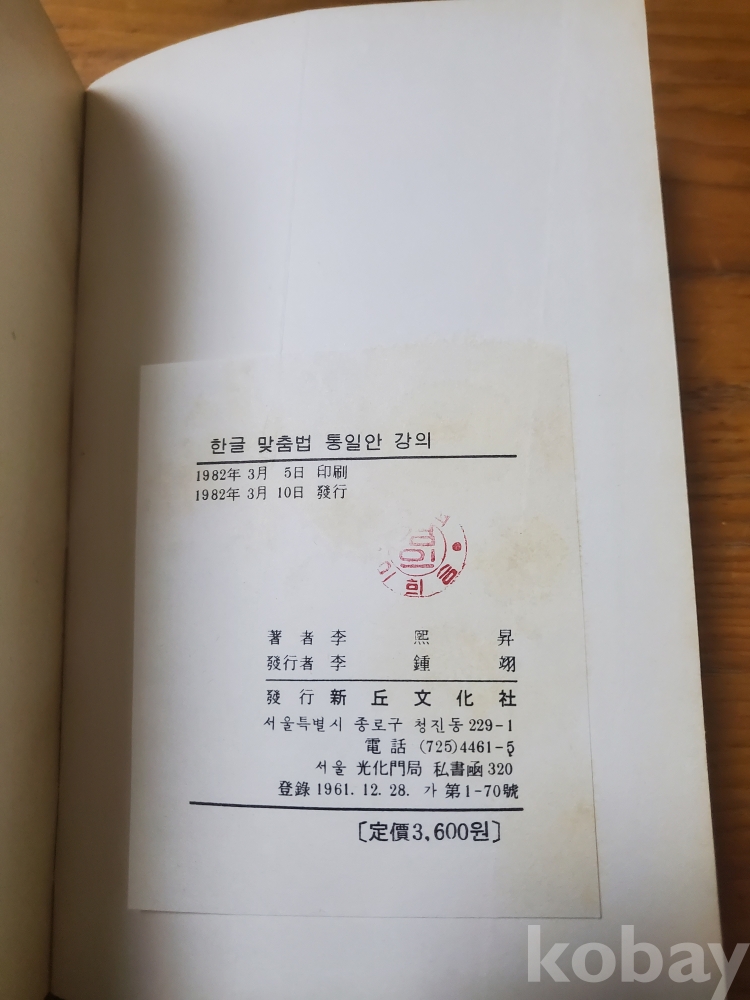 한글 맞춤법 통일안 강의
1982年 3月 5日 印刷
1982年 3月 10日 發行
이희승
著者 李熙昇
發行者 李鍾翊
發行 新丘文化社
서울특별시 종로구 청진동 229-1
電話 (725)4461-5
서울 光化門局 私書函 320
登錄 1961. 12. 28. 가 第1-70號
〔定價3,600원〕
kobay